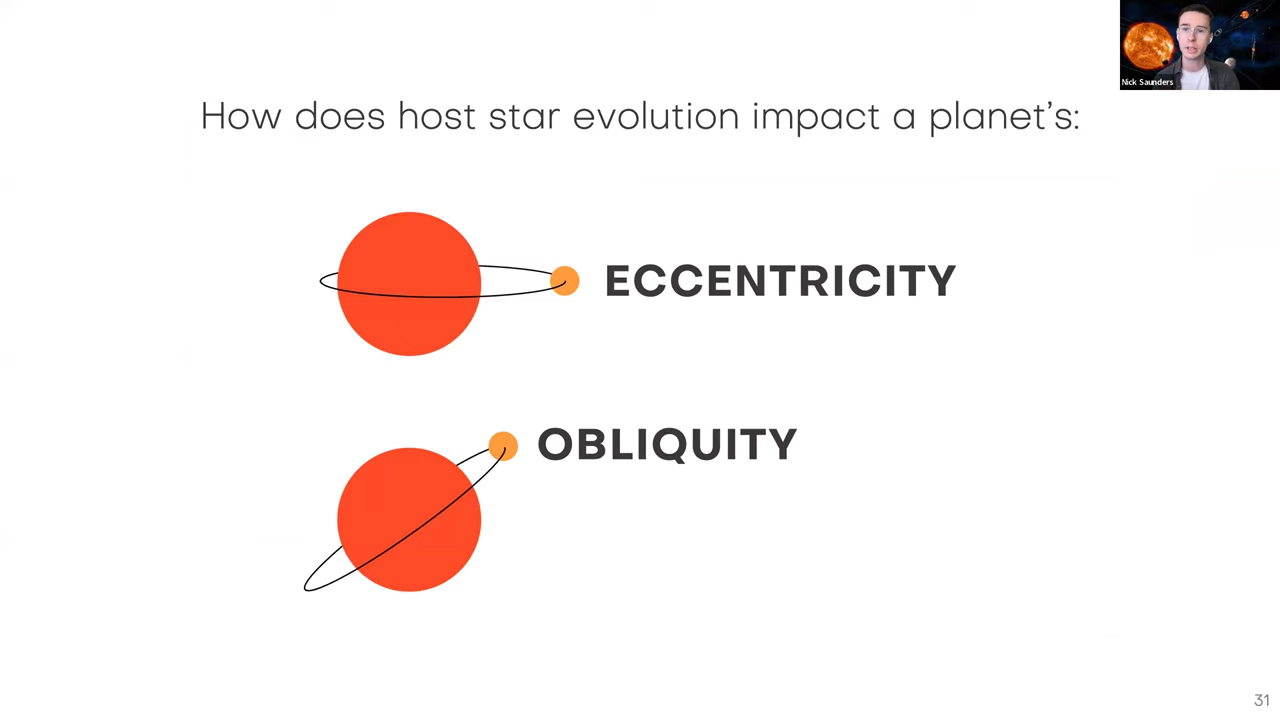 Nick Saunders
How does host star evolution impact a planet's:
ECCENTRICITY
OBLIQUITY
31